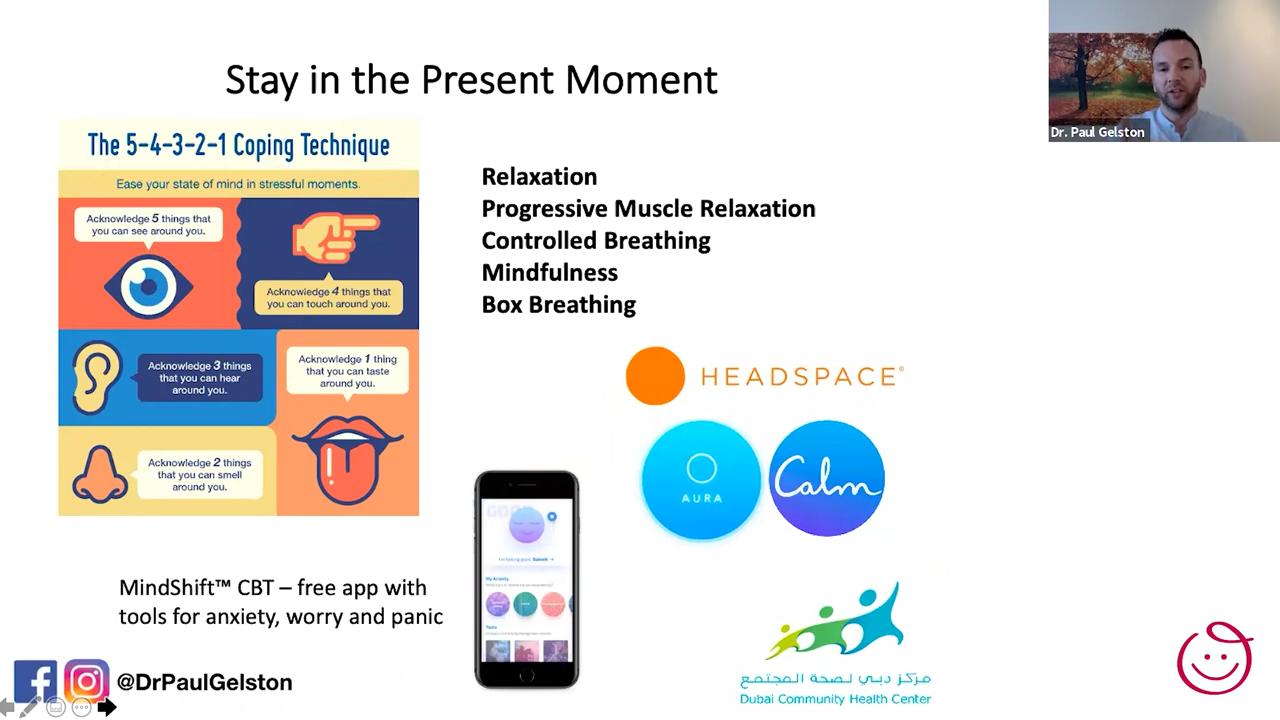 Stay in the Present Moment
Dr. Paul Gelston
The 5-4-3-2-1 Coping Technique
Ease your state of mind in stressful moments.
Acknowledge 5 things that
you can see around you.
Acknowledge 4 things that
you can touch around you.
Acknowledge 3 things
that you can hear
around you.
Acknowledge 1 thing
that you can taste
around you.
Acknowledge 2 things
that you can smell
around you.
Relaxation
Progressive Muscle Relaxation
Controlled Breathing
Mindfulness
Box Breathing
HEADSPACE®
AURA
Calm
My Anxiety
MindShift™ CBT – free app with
tools for anxiety, worry and panic
مركز دبي لصحة المجتمع
Dubai Community Health Center
@DrPaulGelston